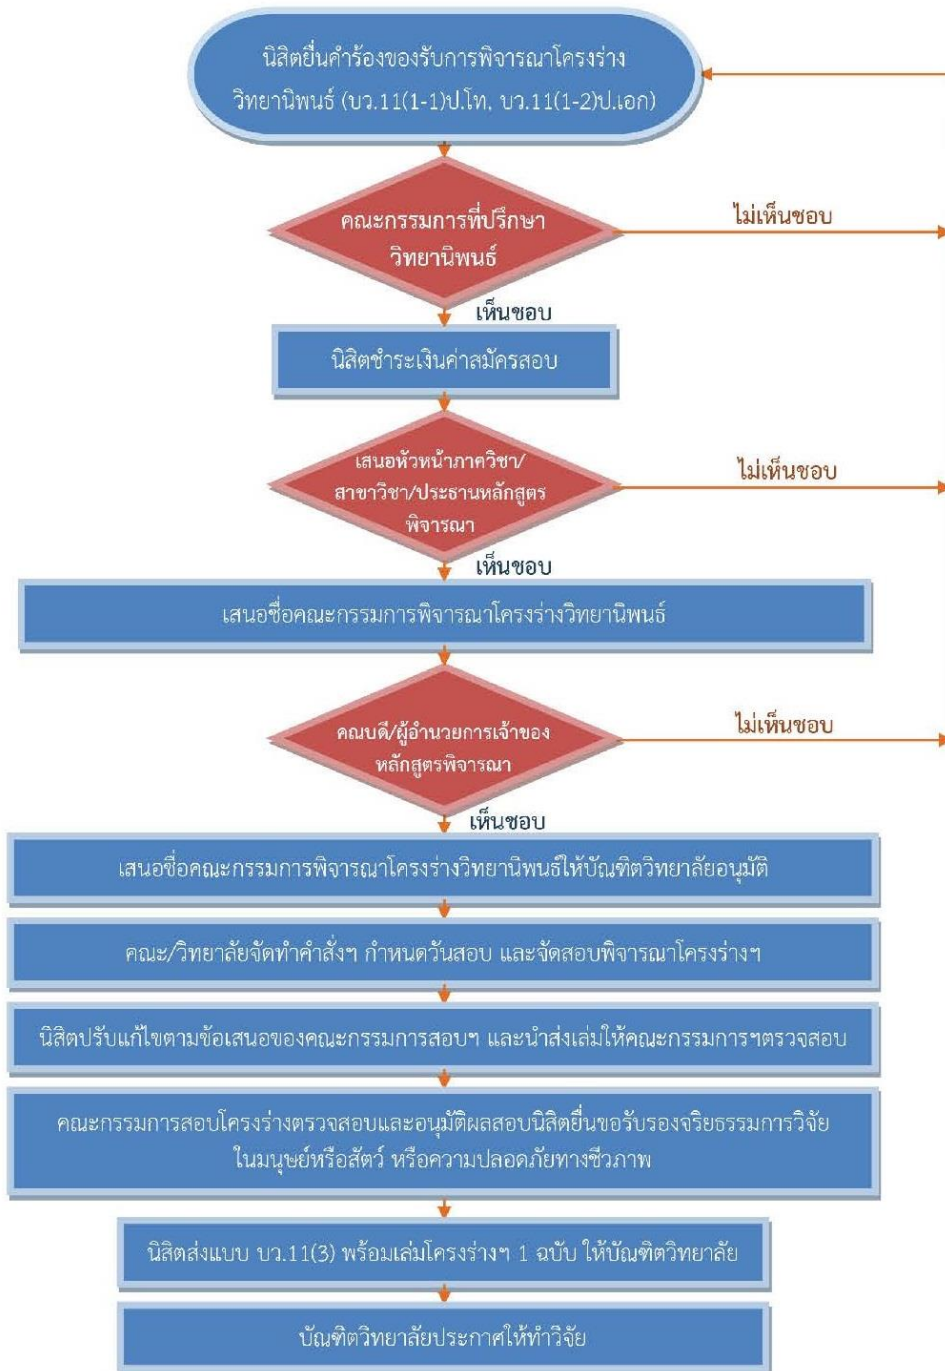 นิสิตยื่นคำร้องของรับการพิจารณาโครงร่าง
วิทยานิพนธ์ (บว.11(1-1)ป.โท, บว.11(1-2)ป.เอก)
คณะกรรมการที่ปรึกษา
วิทยานิพนธ์
ไม่เห็นชอบ
เห็นชอบ
นิสิตชำระเงินค่าสมัครสอบ
เสนอหัวหน้าภาควิชา/
สาขาวิชา/ประธานหลักสูตร
พิจารณา
ไม่เห็นชอบ
เห็นชอบ
เสนอชื่อคณะกรรมการพิจารณาโครงร่างวิทยานิพนธ์
คณบดี/ผู้อำนวยการเจ้าของ
หลักสูตรพิจารณา
ไม่เห็นชอบ
เห็นชอบ
เสนอชื่อคณะกรรมการพิจารณาโครงร่างวิทยานิพนธ์ให้บัณฑิตวิทยาลัยอนุมัติ
คณะ/วิทยาลัยจัดทำคำสั่งฯ กำหนดวันสอบ และจัดสอบพิจารณาโครงร่างฯ
นิสิตปรับแก้ไขตามข้อเสนอของคณะกรรมการสอบฯ และนำส่งเล่มให้คณะกรรมการฯตรวจสอบ
คณะกรรมการสอบโครงร่างตรวจสอบและอนุมัติผลสอบนิสิตยื่นขอรับรองจริยธรรมการวิจัย
ในมนุษย์หรือสัตว์ หรือความปลอดภัยทางชีวภาพ
นิสิตส่งแบบ บว.11(3) พร้อมเล่มโครงร่างฯ 1 ฉบับ ให้บัณฑิตวิทยาลัย
บัณฑิตวิทยาลัยประกาศให้ทำวิจัย